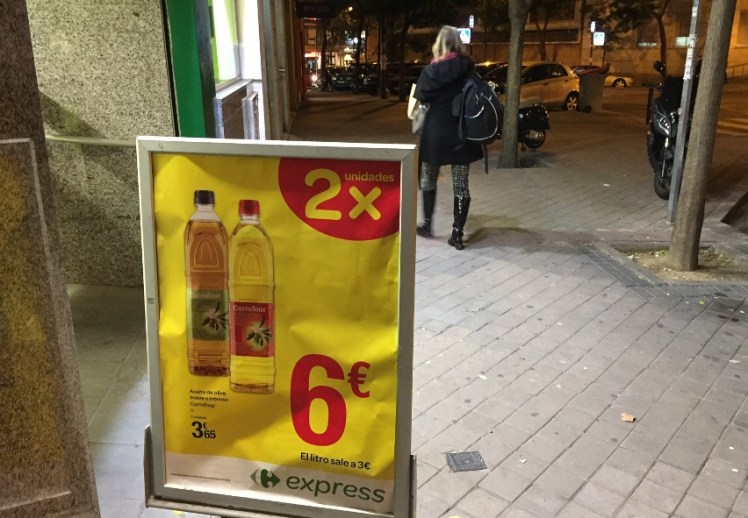 2x
unidades
Carrefour
Aceite de oliva
suave o intenso
Carrefour
3€65
6€
El litro sale a 3€
express